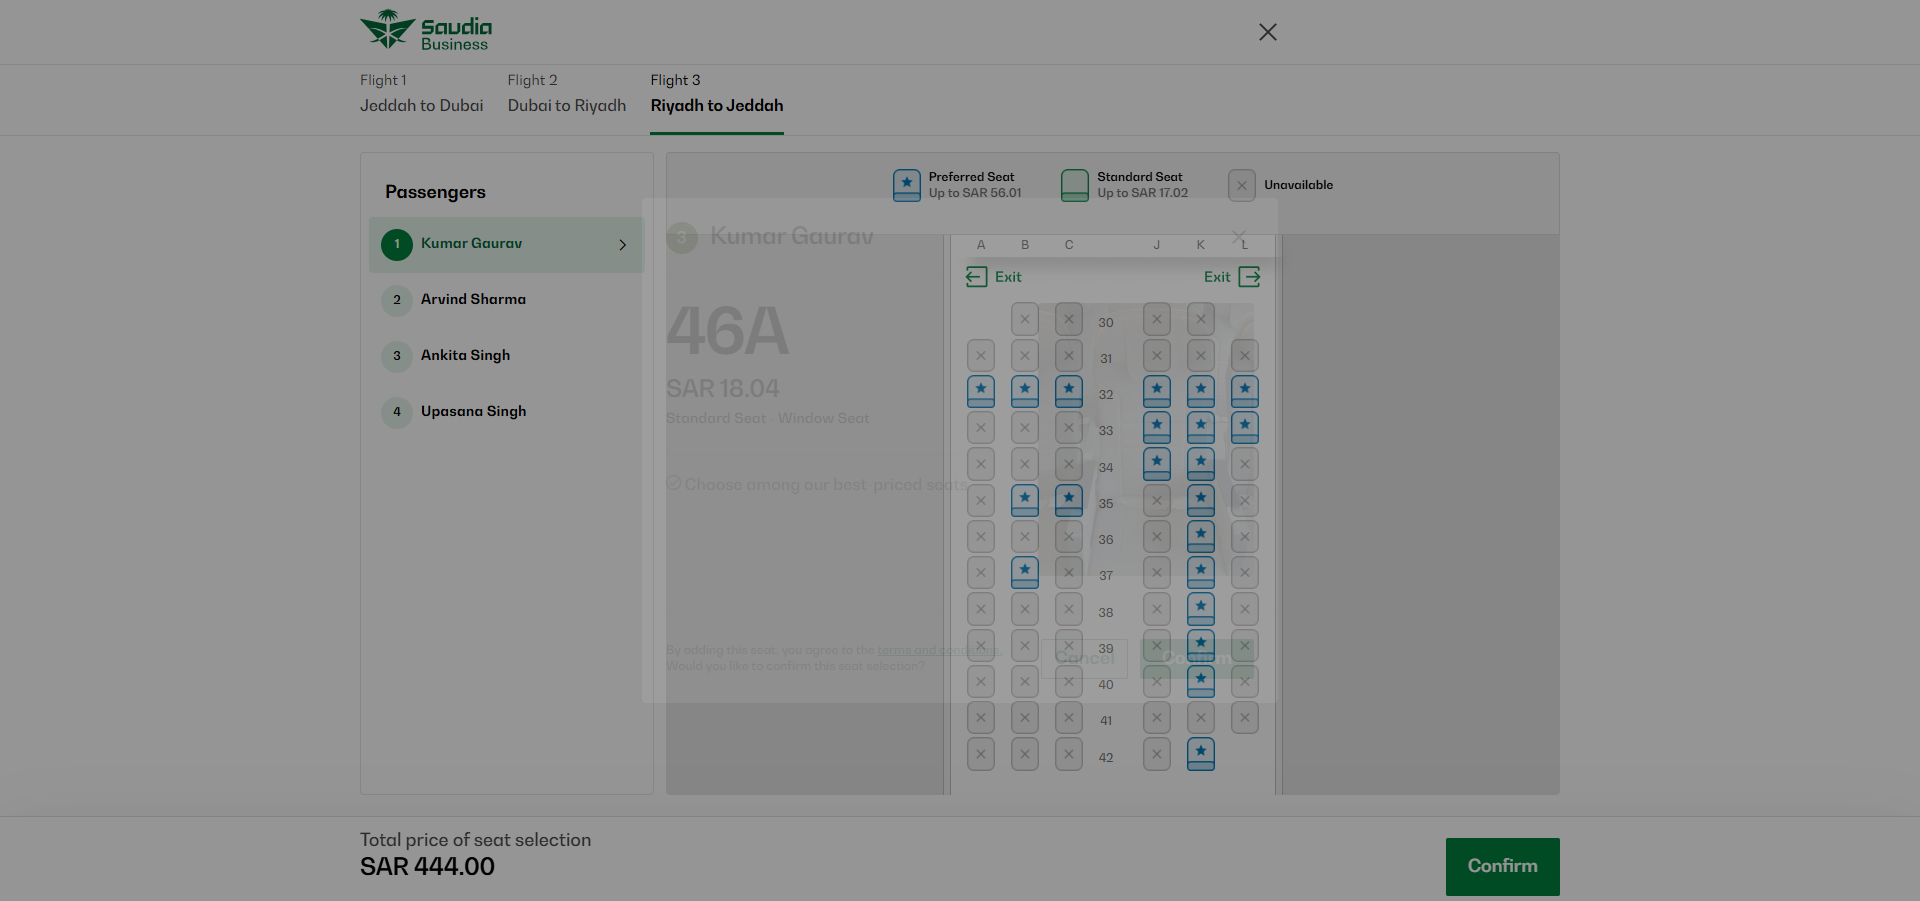 Saudia
Business
Flight 1
Jeddah to Dubai
Flight 2
Dubai to Riyadh
Flight 3
Riyadh to Jeddah
Passengers
1 Kumar Gaurav
2 Arvind Sharma
3 Ankita Singh
4 Upasana Singh
Preferred Seat
Up to SAR 56.01
Standard Seat
Up to SAR 17.02
Unavailable
3 Kumar Gaurav
46A
SAR 18.04
Standard Seat - Window Seat
Choose among our best-priced seats
By adding this seat, you agree to the terms and conditions.
Would you like to confirm this seat selection?
Cancel
Confirm
A B C J K L
Exit Exit
30
31
32
33
34
35
36
37
38
39
40
41
42
Total price of seat selection
SAR 444.00
Confirm